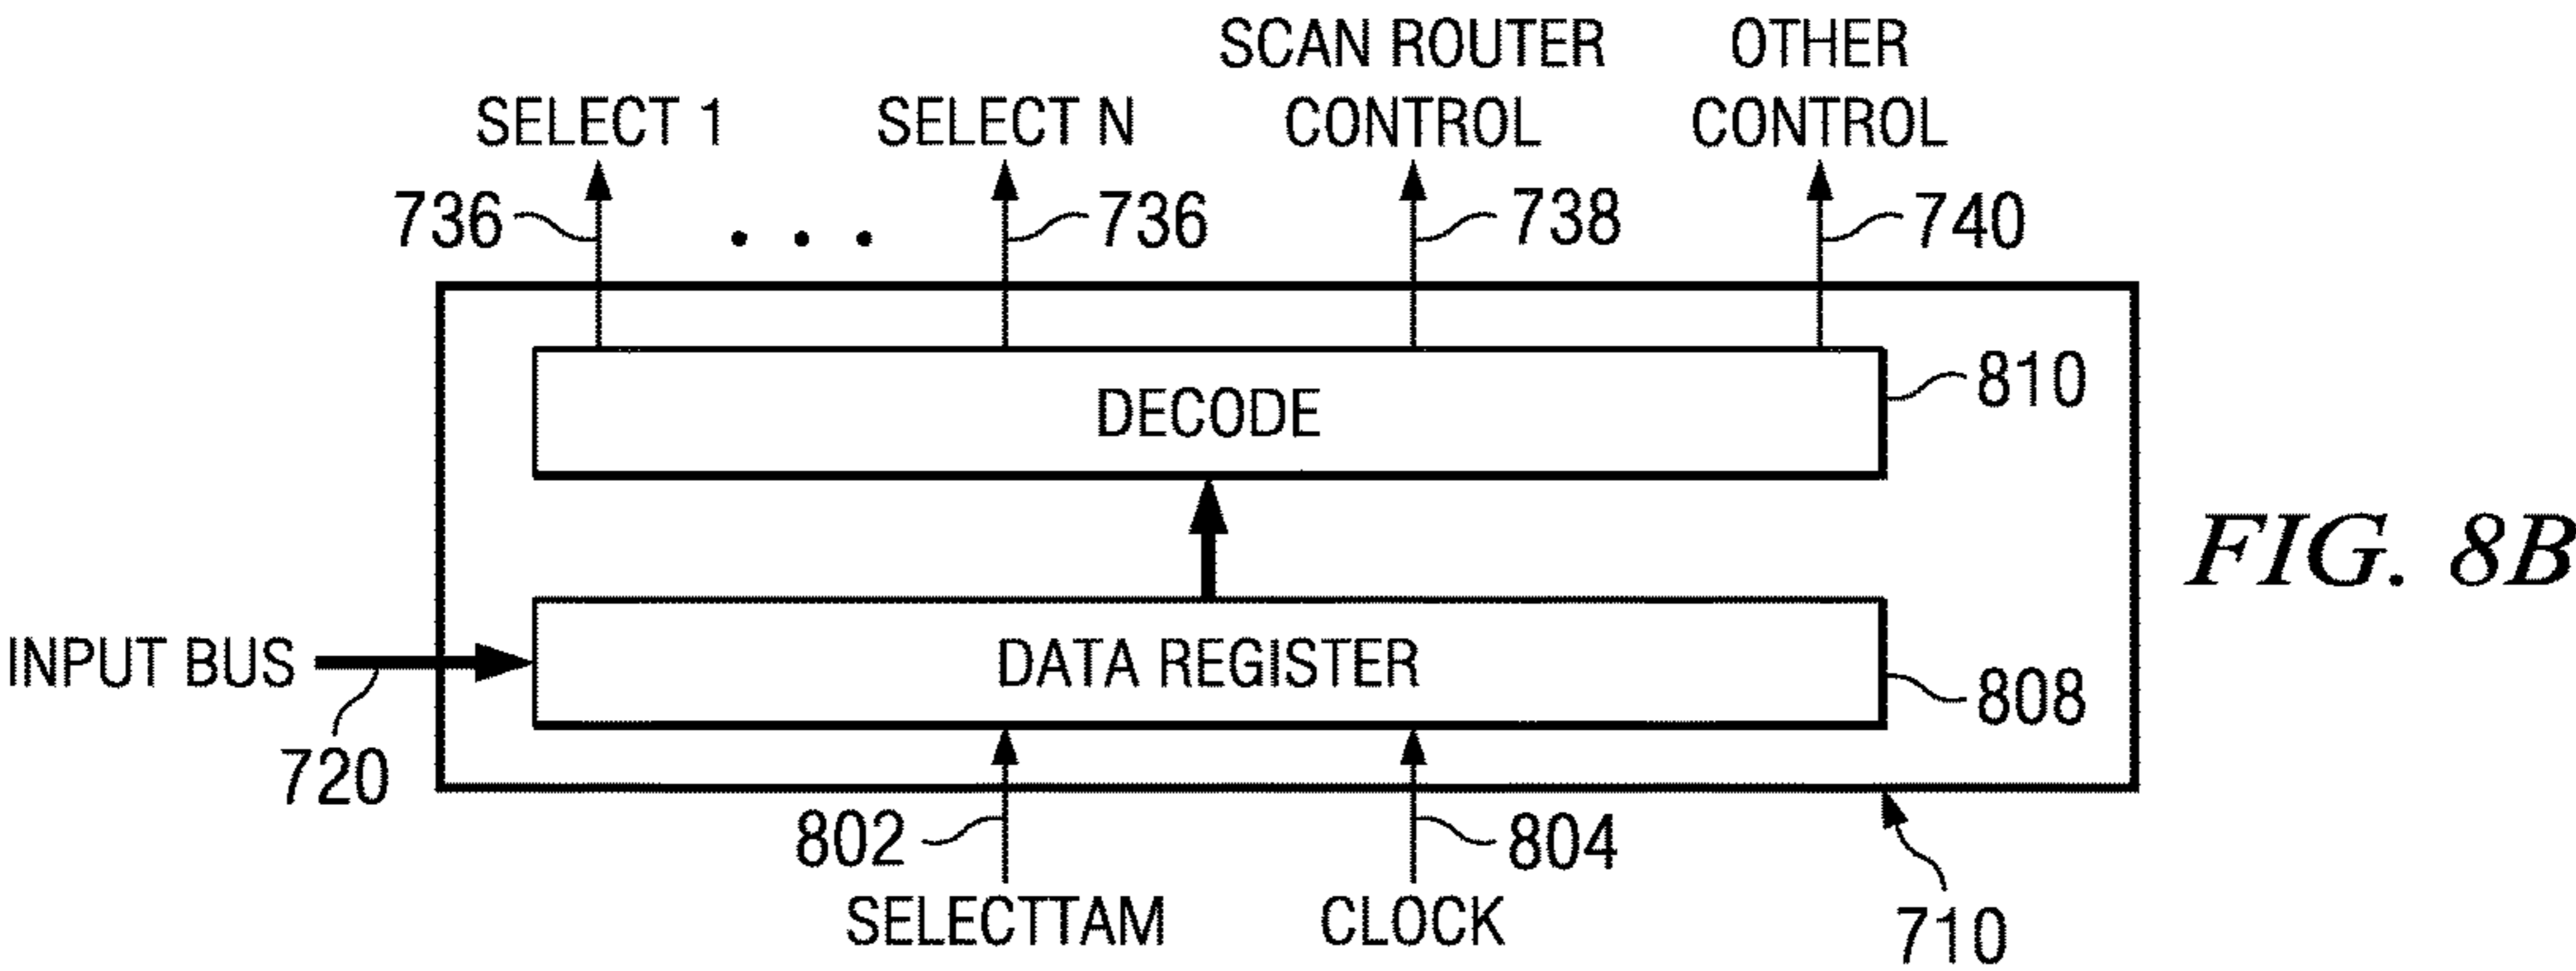 SCAN ROUTER OTHER
SELECT 1 SELECT N CONTROL CONTROL
736 736 738 740
. . .
DECODE 810
FIG. 8B
INPUT BUS DATA REGISTER 808
720
802 804
SELECTTAM CLOCK 710